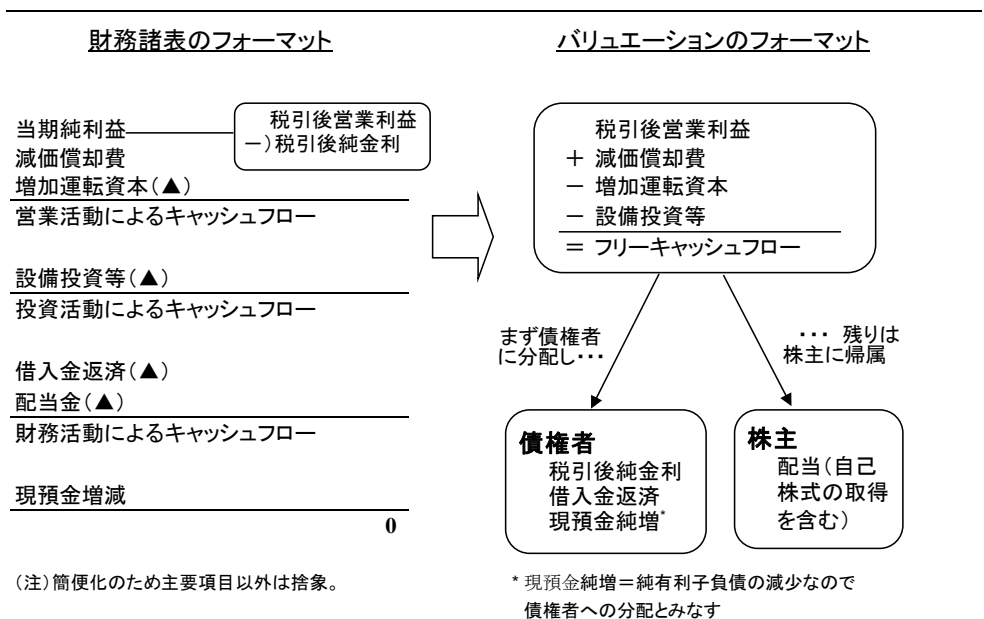 財務諸表のフォーマット
当期純利益
税引後営業利益
－）税引後純金利
減価償却費
増加運転資本（▲）
営業活動によるキャッシュフロー
設備投資等（▲）
投資活動によるキャッシュフロー
借入金返済（▲）
配当金（▲）
財務活動によるキャッシュフロー
現預金増減
0
（注）簡便化のため主要項目以外は捨象。
バリュエーションのフォーマット
税引後営業利益
＋ 減価償却費
－ 増加運転資本
－ 設備投資等
＝ フリーキャッシュフロー
まず債権者
に分配し・・・
・・・ 残りは
株主に帰属
債権者
税引後純金利
借入金返済
現預金純増*
株主
配当（自己
株式の取得
を含む）
* 現預金純増＝純有利子負債の減少なので
債権者への分配とみなす